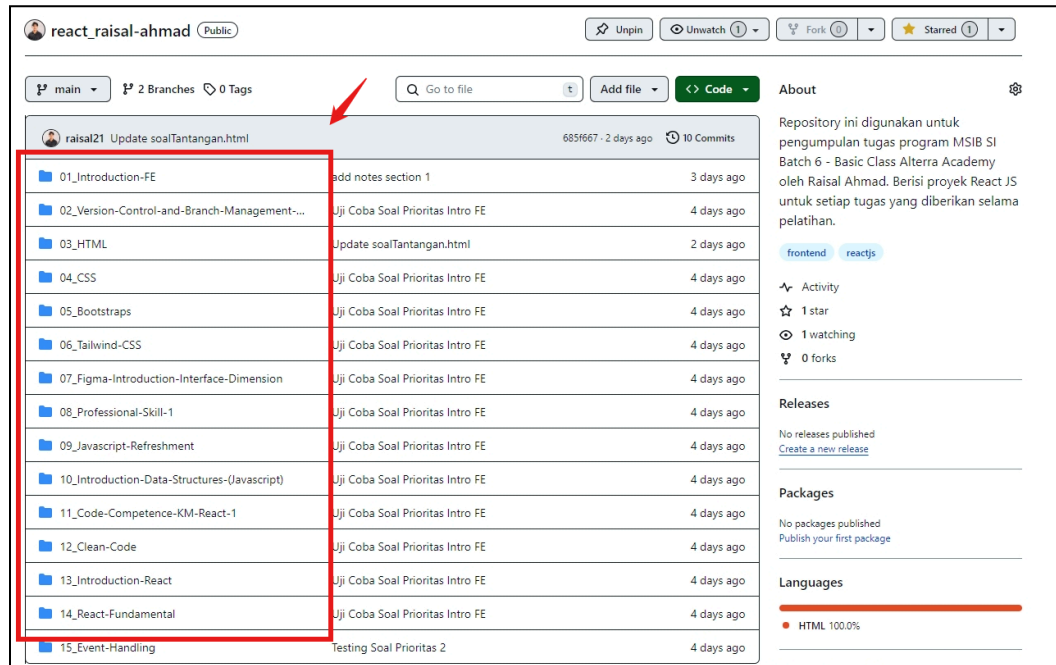 react_raisal-ahmad Public
Unpin
Unwatch 1
Fork 0
Starred 1
main
2 Branches
0 Tags
Go to file
t
Add file
<> Code
raisal21 Update soalTantangan.html 685f667 · 2 days ago 10 Commits
01_Introduction-FE add notes section 1 3 days ago
02_Version-Control-and-Branch-Management-... Uji Coba Soal Prioritas Intro FE 4 days ago
03_HTML Update soalTantangan.html 2 days ago
04_CSS Uji Coba Soal Prioritas Intro FE 4 days ago
05_Bootstraps Uji Coba Soal Prioritas Intro FE 4 days ago
06_Tailwind-CSS Uji Coba Soal Prioritas Intro FE 4 days ago
07_Figma-Introduction-Interface-Dimension Uji Coba Soal Prioritas Intro FE 4 days ago
08_Professional-Skill-1 Uji Coba Soal Prioritas Intro FE 4 days ago
09_Javascript-Refreshment Uji Coba Soal Prioritas Intro FE 4 days ago
10_Introduction-Data-Structures-(Javascript) Uji Coba Soal Prioritas Intro FE 4 days ago
11_Code-Competence-KM-React-1 Uji Coba Soal Prioritas Intro FE 4 days ago
12_Clean-Code Uji Coba Soal Prioritas Intro FE 4 days ago
13_Introduction-React Uji Coba Soal Prioritas Intro FE 4 days ago
14_React-Fundamental Uji Coba Soal Prioritas Intro FE 4 days ago
15_Event-Handling Testing Soal Prioritas 2 4 days ago
About
Repository ini digunakan untuk
pengumpulan tugas program MSIB SI
Batch 6 - Basic Class Alterra Academy
oleh Raisal Ahmad. Berisi proyek React JS
untuk setiap tugas yang diberikan selama
pelatihan.
frontend reactjs
Activity
1 star
1 watching
0 forks
Releases
No releases published
Create a new release
Packages
No packages published
Publish your first package
Languages
HTML 100.0%